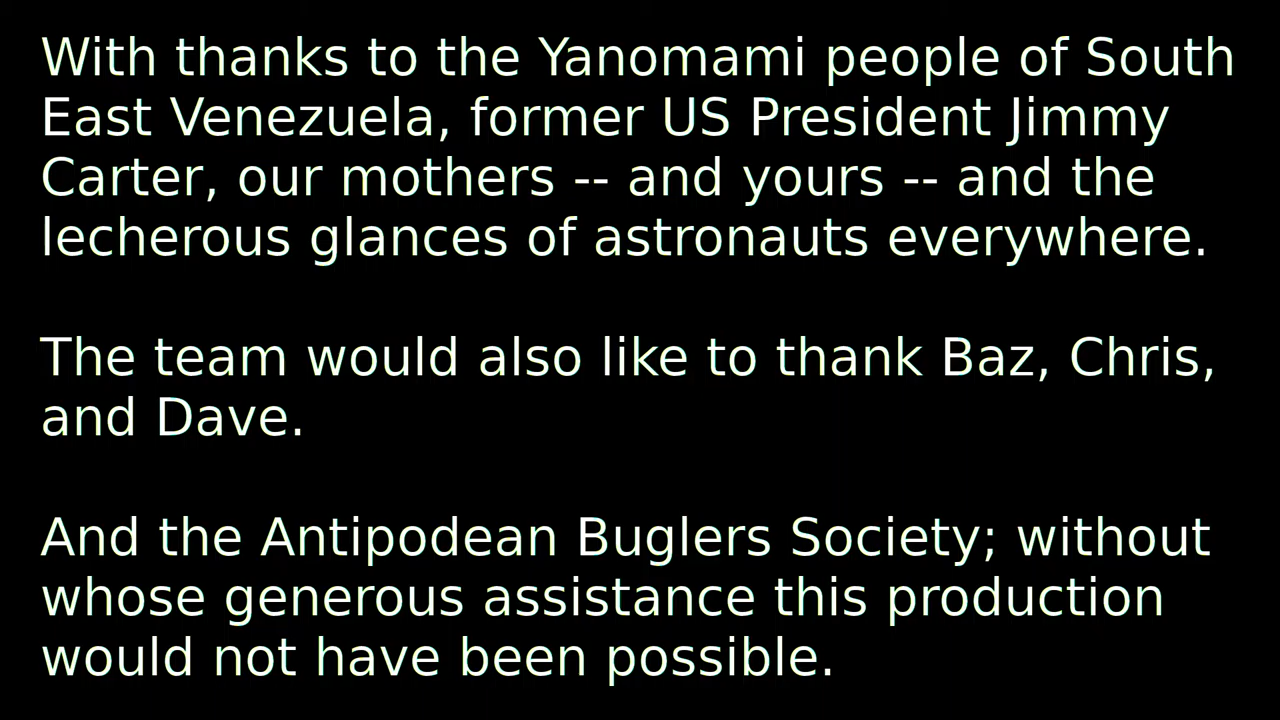 With thanks to the Yanomami people of South
East Venezuela, former US President Jimmy
Carter, our mothers -- and yours -- and the
lecherous glances of astronauts everywhere.
The team would also like to thank Baz, Chris,
and Dave.
And the Antipodean Buglers Society; without
whose generous assistance this production
would not have been possible.